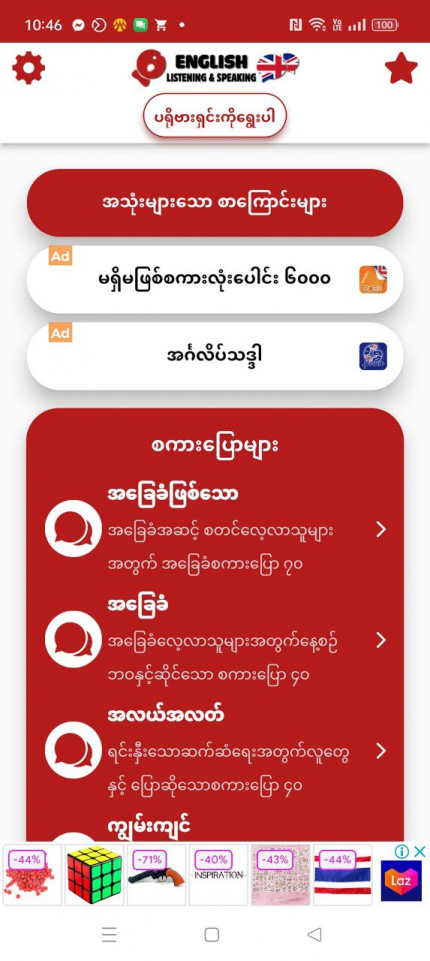 10:46
Vo
LTE
100
ENGLISH
LISTENING & SPEAKING
ပရိုဗားရှင်းကိုရွေးပါ
အသုံးများသော စာကြောင်းများ
Ad
မရှိမဖြစ်စကားလုံးပေါင်း ၆၀၀၀
Ad
အင်္ဂလိပ်သဒ္ဒါ
စကားပြောများ
အခြေခံဖြစ်သော
အခြေခံအဆင့် စတင်လေ့လာသူများ
အတွက် အခြေခံစကားပြော ၇၀
အခြေခံ
အခြေခံလေ့လာသူများအတွက်နေ့စဉ်
ဘဝနှင့်ဆိုင်သော စကားပြော ၄၀
အလယ်အလတ်
ရင်းနှီးသောဆက်ဆံရေးအတွက်လူတွေ
နှင့် ပြောဆိုသောစကားပြော ၄၀
ကျွမ်းကျင်
-44%
-71%
-40%
-43%
-44%
INSPIRATION
Laz